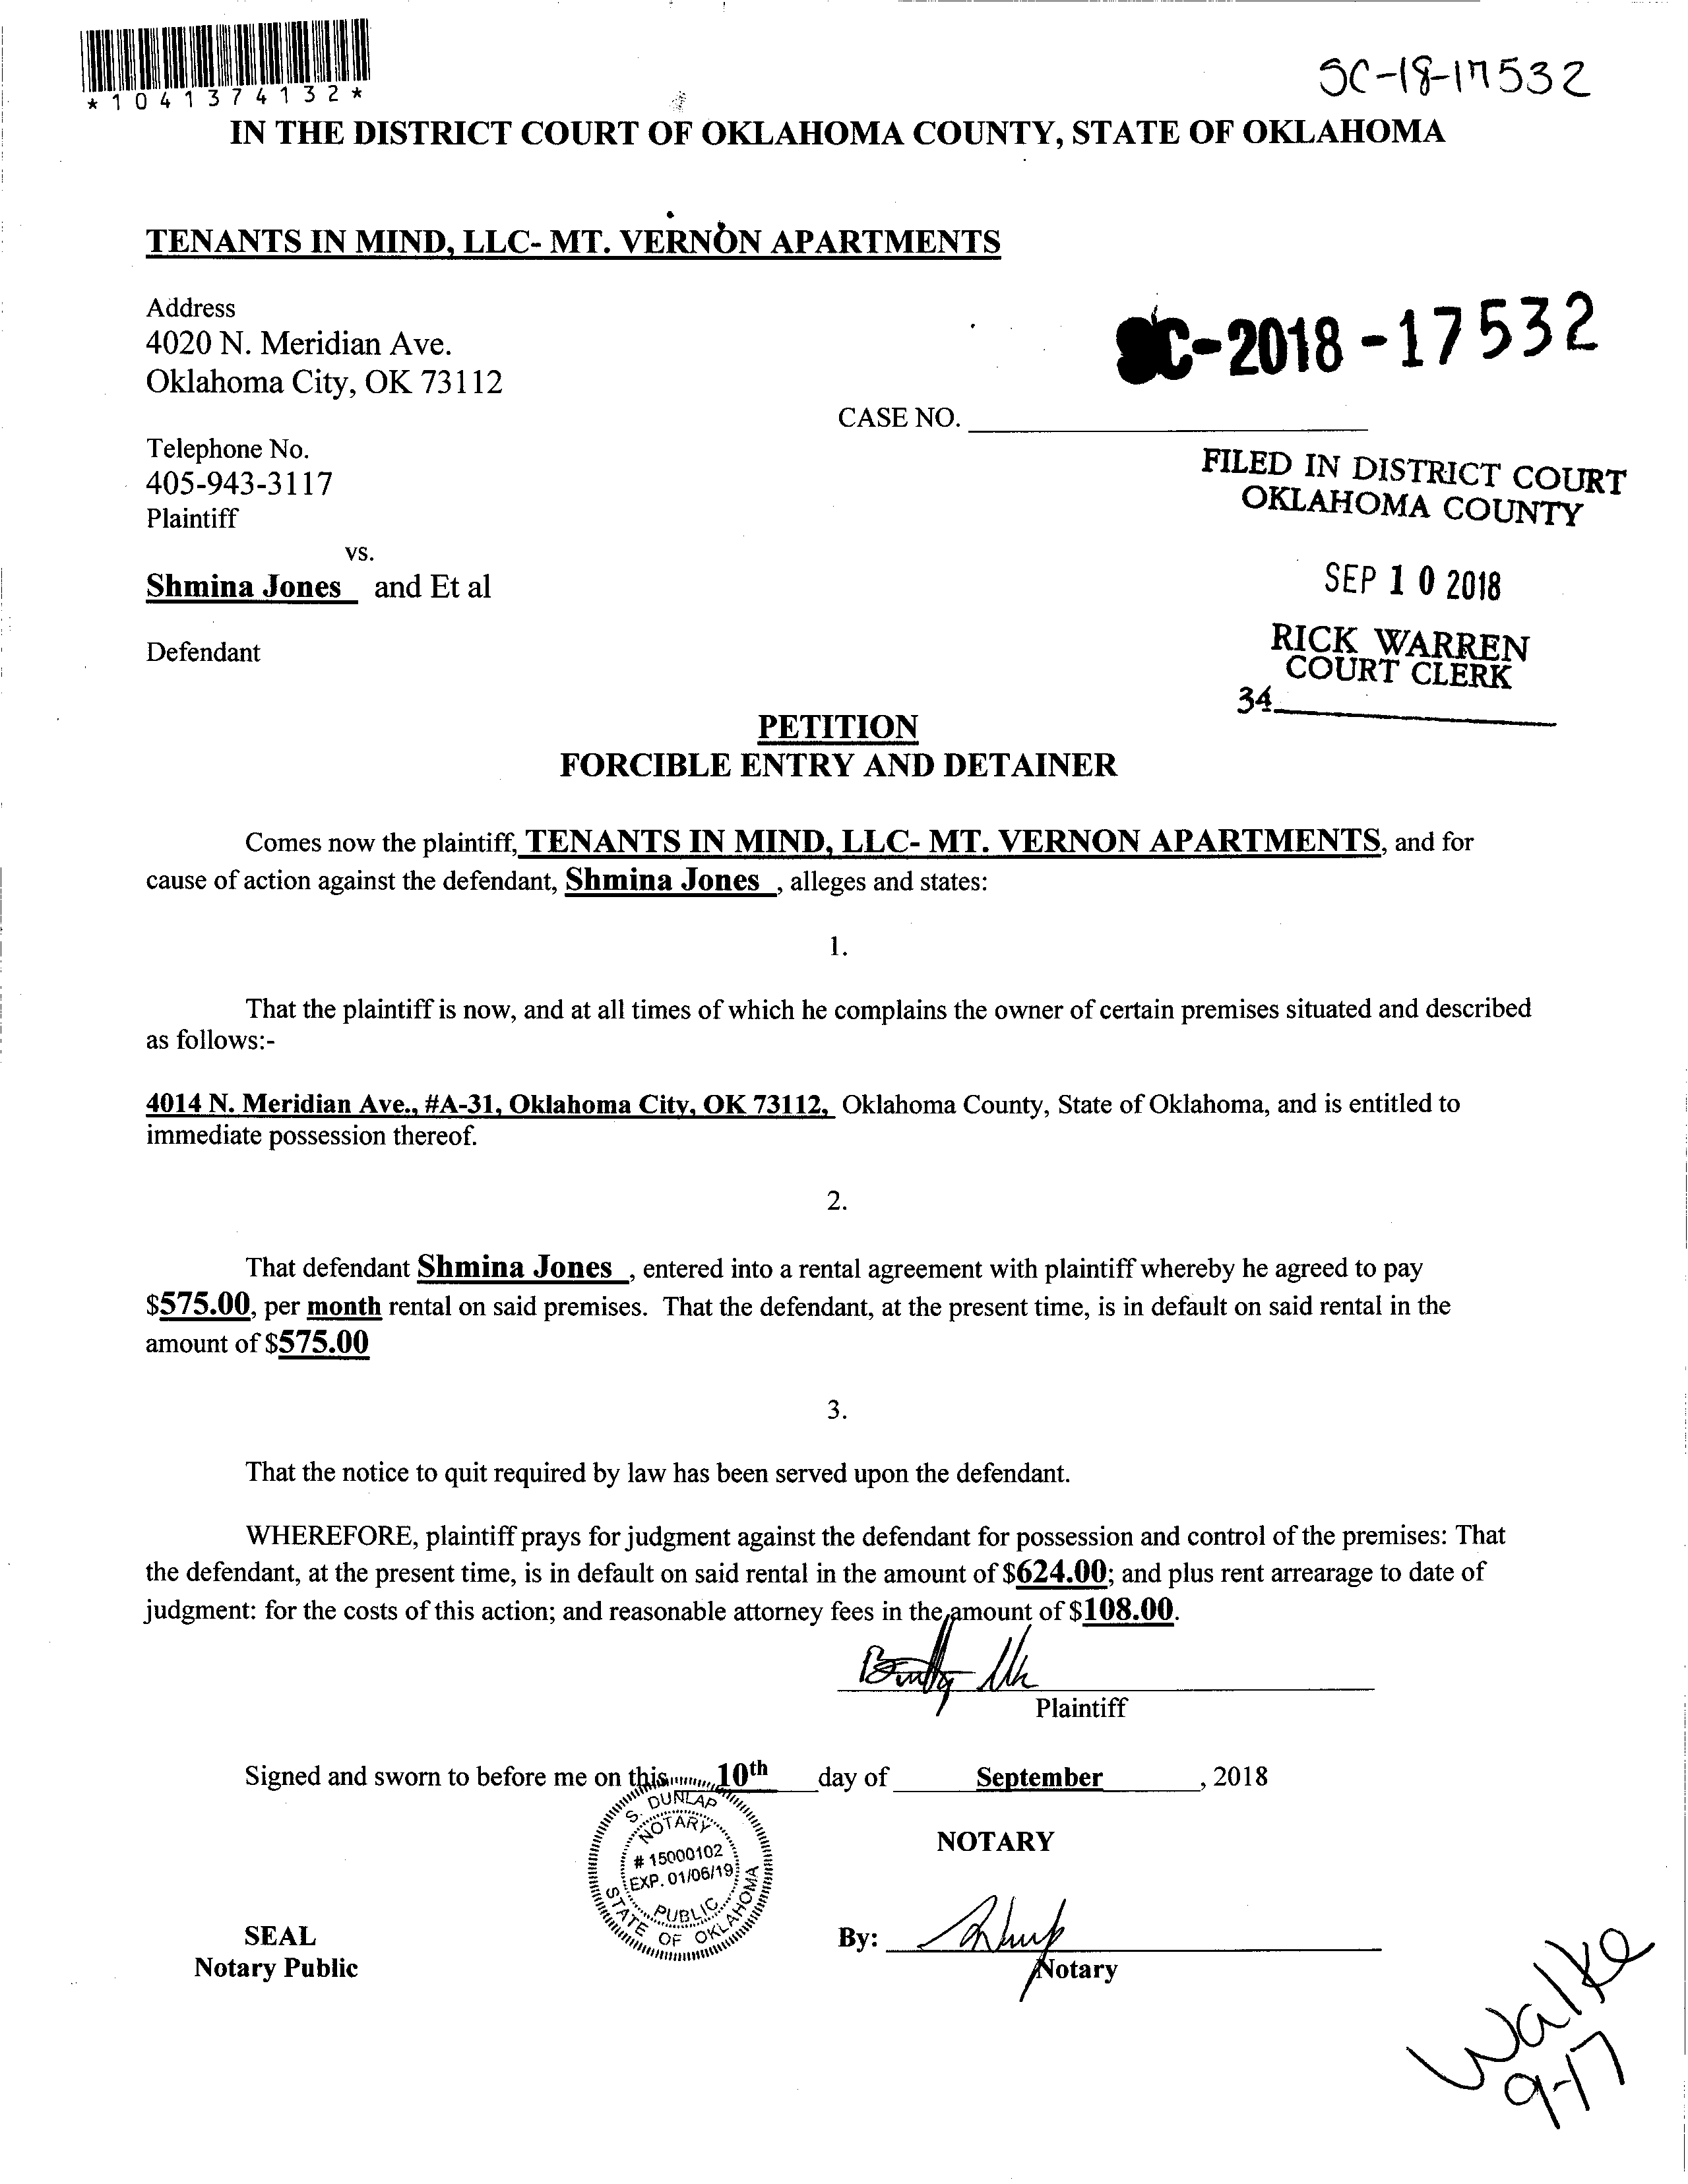 *1041374132*
SC-18-17532
IN THE DISTRICT COURT OF OKLAHOMA COUNTY, STATE OF OKLAHOMA
TENANTS IN MIND, LLC- MT. VERNON APARTMENTS
Address
4020 N. Meridian Ave.
Oklahoma City, OK 73112
SC-2018-17532
CASE NO.
Telephone No.
405-943-3117
Plaintiff
FILED IN DISTRICT COURT
OKLAHOMA COUNTY
vs.
Shmina Jones and Et al
SEP 10 2018
Defendant
RICK WARREN
COURT CLERK
34
PETITION
FORCIBLE ENTRY AND DETAINER
Comes now the plaintiff, TENANTS IN MIND, LLC- MT. VERNON APARTMENTS, and for
cause of action against the defendant, Shmina Jones , alleges and states:
1.
That the plaintiff is now, and at all times of which he complains the owner of certain premises situated and described
as follows:-
4014 N. Meridian Ave., #A-31, Oklahoma City, OK 73112, Oklahoma County, State of Oklahoma, and is entitled to
immediate possession thereof.
2.
That defendant Shmina Jones , entered into a rental agreement with plaintiff whereby he agreed to pay
$575.00, per month rental on said premises. That the defendant, at the present time, is in default on said rental in the
amount of $575.00
3.
That the notice to quit required by law has been served upon the defendant.
WHEREFORE, plaintiff prays for judgment against the defendant for possession and control of the premises: That
the defendant, at the present time, is in default on said rental in the amount of $624.00; and plus rent arrearage to date of
judgment: for the costs of this action; and reasonable attorney fees in the amount of $108.00.
Plaintiff
Signed and sworn to before me on this 10th day of September , 2018
S. DUNLAP
NOTARY
# 15000102
EXP. 01/06/19
PUBLIC
STATE OF OKLAHOMA
NOTARY
SEAL
Notary Public
By:
Notary
Walke
9-17